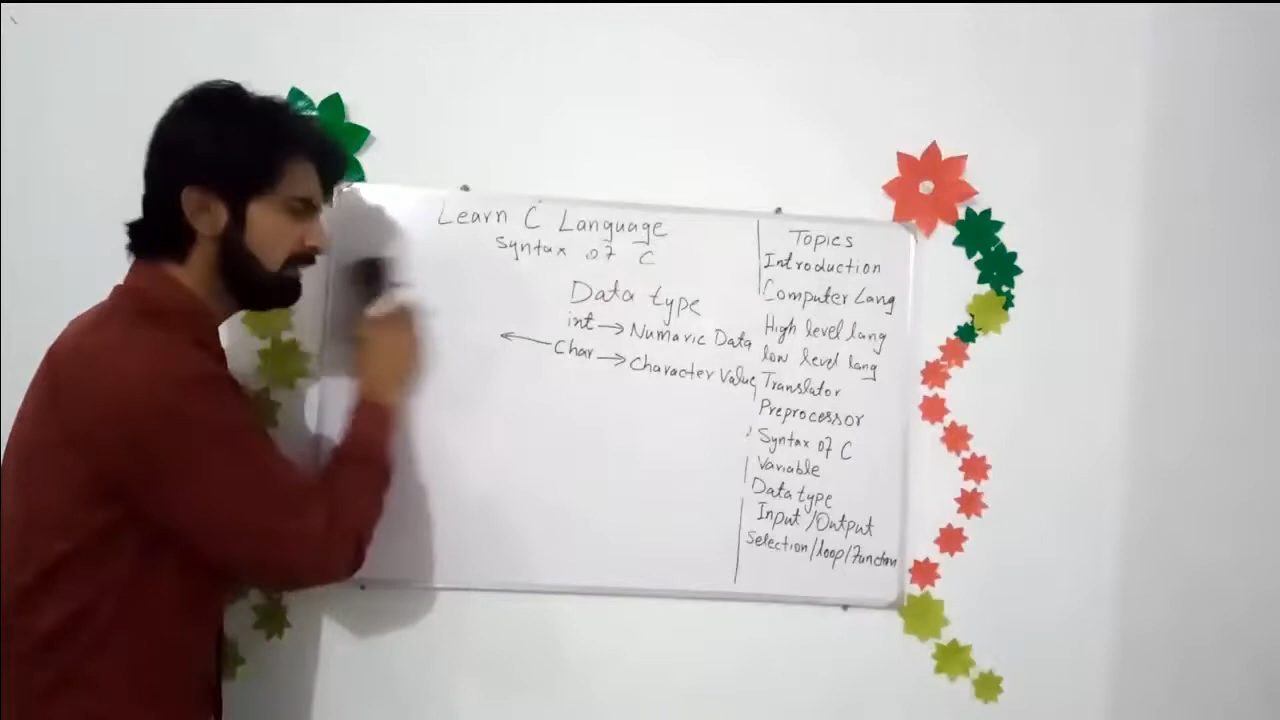 Learn C Language
Syntax of C
Data type
int → Numaric Data
← Char → Character Value
Topics
Introduction
Computer Lang
High level lang
low level lang
Translator
Preprocessor
Syntax of C
Variable
Data type
Input/Output
Selection/loop/Function